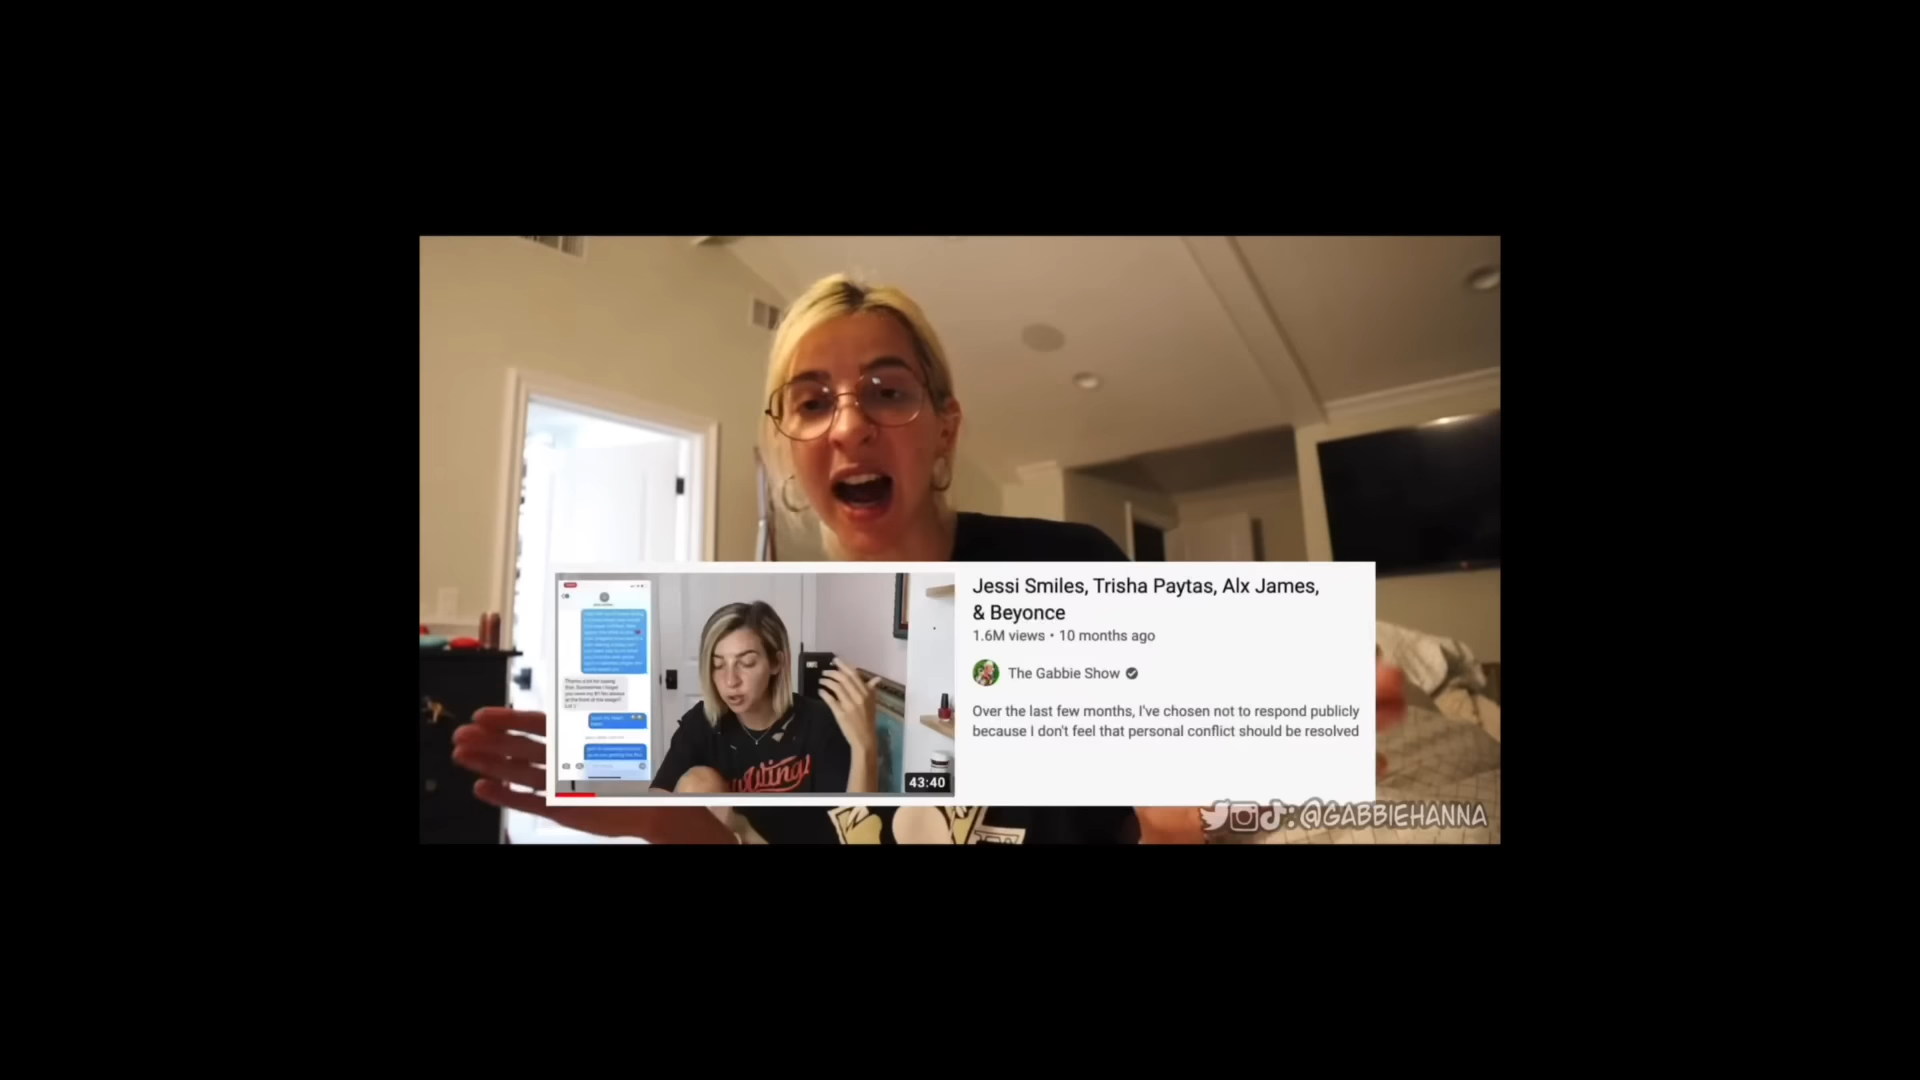 Jessi Smiles, Trisha Paytas, Alx James,
& Beyonce
1.6M views • 10 months ago
The Gabbie Show
Over the last few months, I've chosen not to respond publicly
because I don't feel that personal conflict should be resolved
43:40
: @GABBIEHANNA